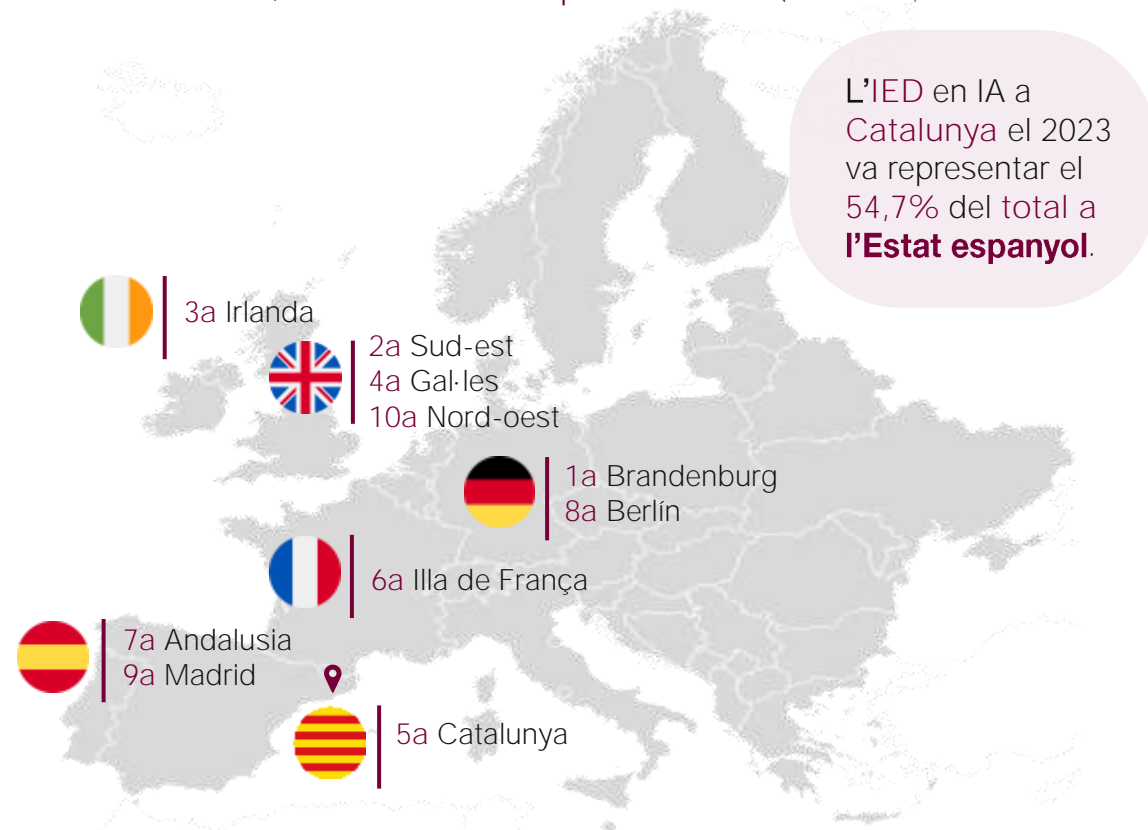 L'IED en IA a
Catalunya el 2023
va representar el
54,7% del total a
l'Estat espanyol.
3a Irlanda
2a Sud-est
4a Gal·les
10a Nord-oest
1a Brandenburg
8a Berlín
6a Illa de França
7a Andalusia
9a Madrid
5a Catalunya